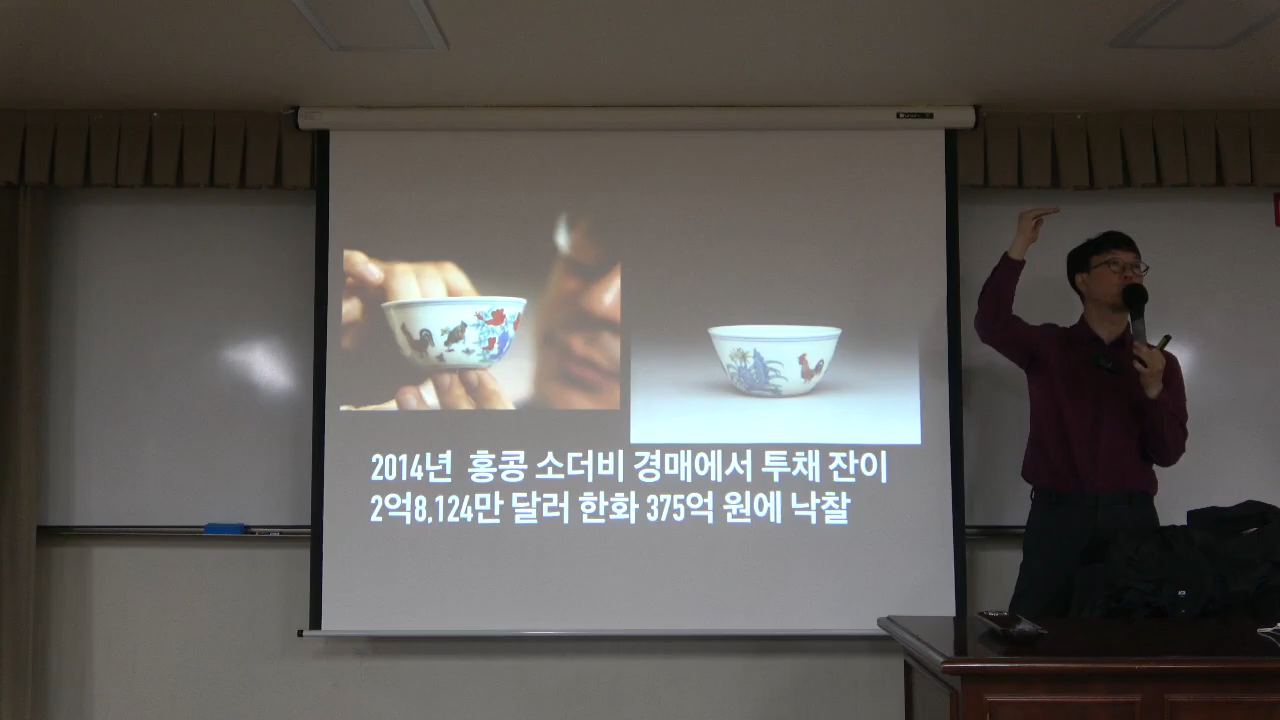 2014년 홍콩 소더비 경매에서 투채 잔이
2억8,124만 달러 한화 375억 원에 낙찰